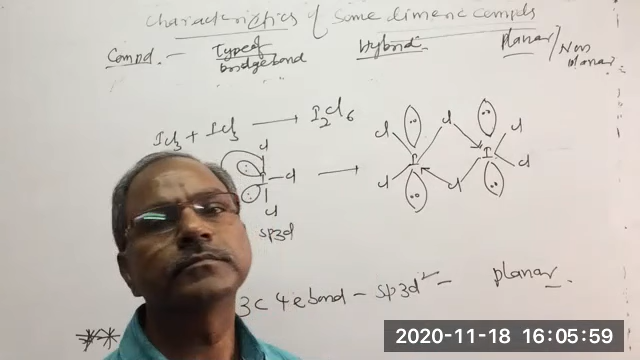 Characteristics of Some dimeric compds
Compd. - Type of bridge bond Hybrid. Planar / Non planar
ICl3 + ICl3 → I2Cl6
Cl Cl Cl
Cl I Cl
Cl I Cl
Cl Cl
Cl
sp3d
3c 4e bond - sp3d2 - planar.
2020-11-18 16:05:59